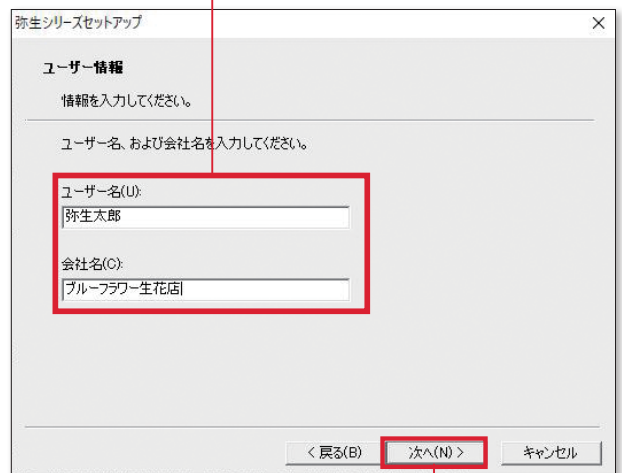 弥生シリーズセットアップ
ユーザー情報
情報を入力してください。
ユーザー名、および会社名を入力してください。
ユーザー名(U):
弥生太郎
会社名(C):
ブルーフラワー生花店
< 戻る(B) 次へ(N) > キャンセル